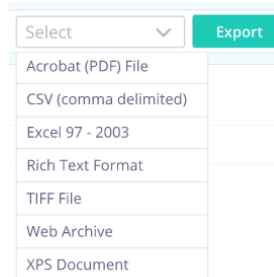 Select Export
Acrobat (PDF) File
CSV (comma delimited)
Excel 97 - 2003
Rich Text Format
TIFF File
Web Archive
XPS Document